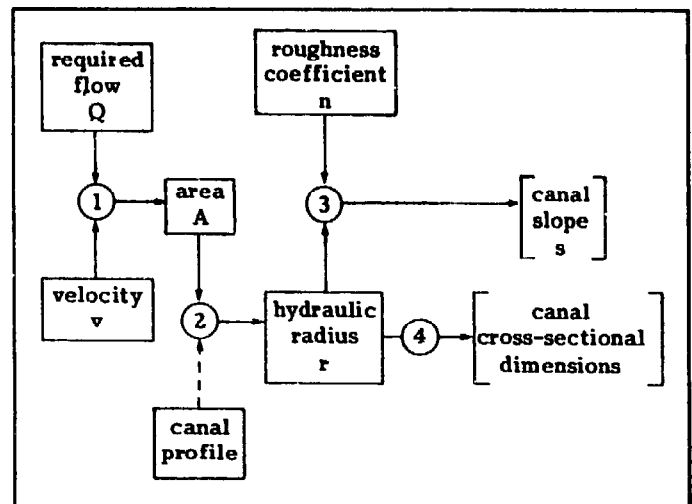 required
flow
Q
roughness
coefficient
n
1
area
A
3
canal
slope
s
velocity
v
2
hydraulic
radius
r
4
canal
cross-sectional
dimensions
canal
profile